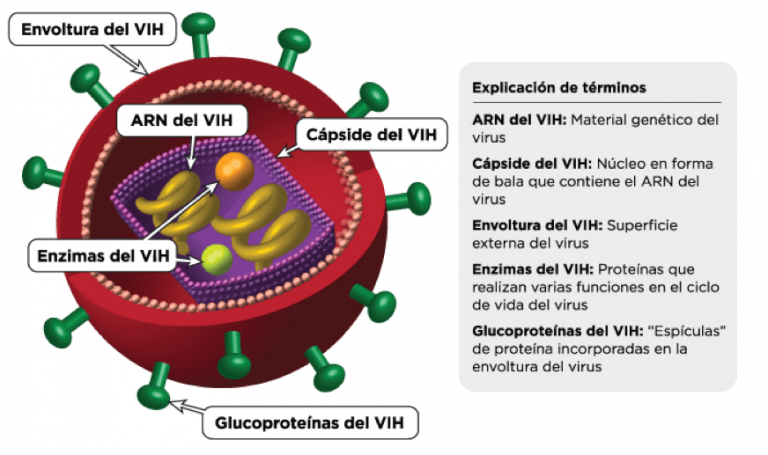 Envoltura del VIH
ARN del VIH
Cápside del VIH
Enzimas del VIH
Glucoproteínas del VIH
Explicación de términos
ARN del VIH: Material genético del
virus
Cápside del VIH: Núcleo en forma
de bala que contiene el ARN del
virus
Envoltura del VIH: Superficie
externa del virus
Enzimas del VIH: Proteínas que
realizan varias funciones en el ciclo
de vida del virus
Glucoproteínas del VIH: “Espículas”
de proteína incorporadas en la
envoltura del virus